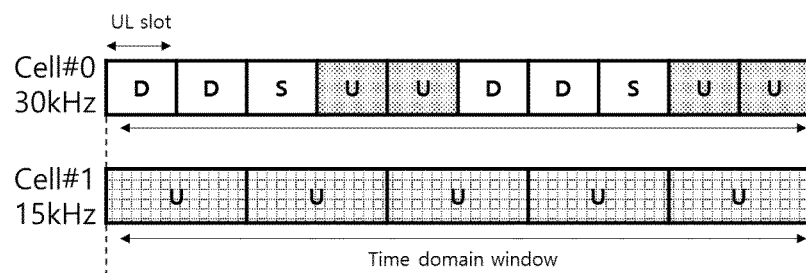 UL slot
Cell#0
30kHz
D D S U U D D S U U
Cell#1
15kHz
U U U U U
Time domain window